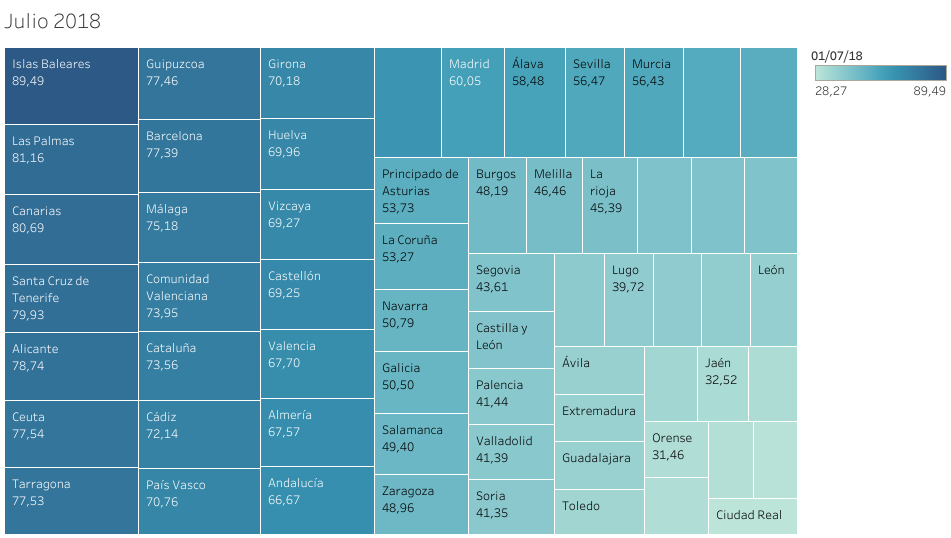 Julio 2018
Islas Baleares
89,49
Las Palmas
81,16
Canarias
80,69
Santa Cruz de
Tenerife
79,93
Alicante
78,74
Ceuta
77,54
Tarragona
77,53
Guipuzcoa
77,46
Barcelona
77,39
Málaga
75,18
Comunidad
Valenciana
73,95
Cataluña
73,56
Cádiz
72,14
País Vasco
70,76
Girona
70,18
Huelva
69,96
Vizcaya
69,27
Castellón
69,25
Valencia
67,70
Almería
67,57
Andalucía
66,67
Madrid
60,05
Álava
58,48
Sevilla
56,47
Murcia
56,43
Principado de
Asturias
53,73
La Coruña
53,27
Navarra
50,79
Galicia
50,50
Salamanca
49,40
Zaragoza
48,96
Burgos
48,19
Melilla
46,46
La
rioja
45,39
Segovia
43,61
Castilla y
León
Palencia
41,44
Valladolid
41,39
Soria
41,35
Lugo
39,72
León
Ávila
Extremadura
Guadalajara
Toledo
Jaén
32,52
Orense
31,46
Ciudad Real
01/07/18
28,27
89,49